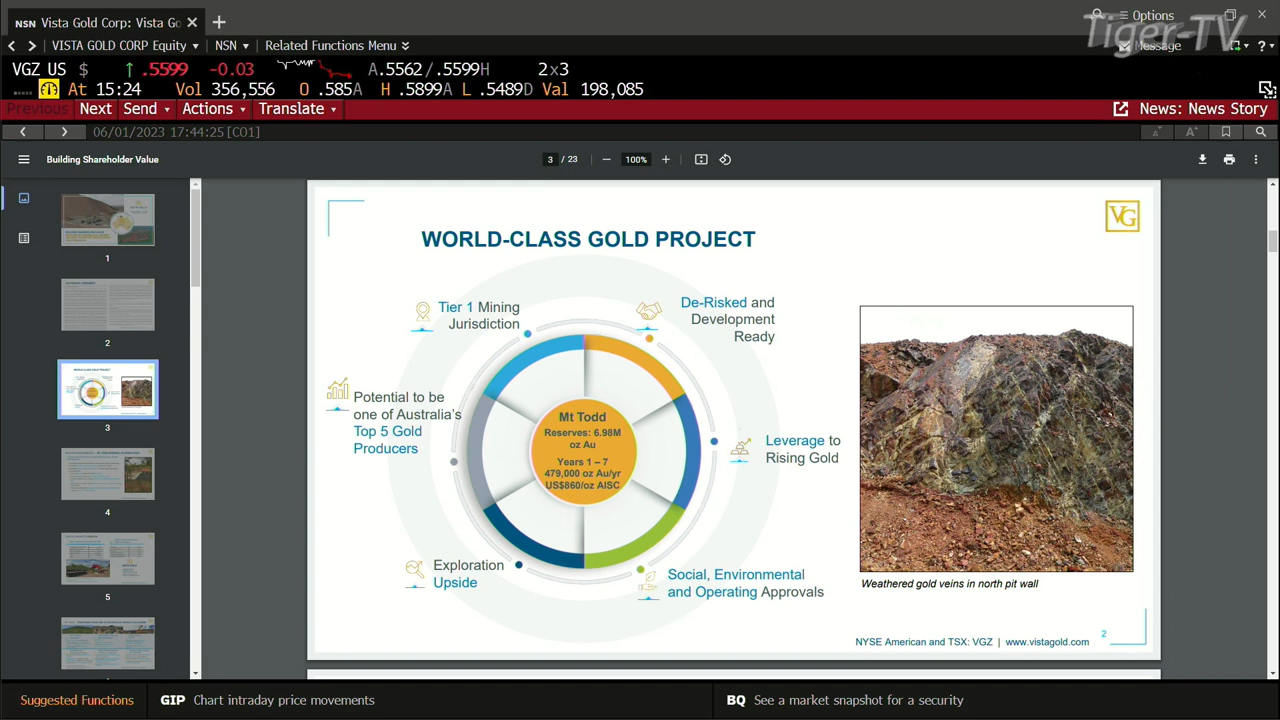 NSN Vista Gold Corp: Vista Go
Options
Tiger-TV
VISTA GOLD CORP Equity
NSN
Related Functions Menu
Message
?
VGZ US $ ↑ .5599 -0.03 A.5562/.5599H 2x3
At 15:24 Vol 356,556 O .585A H .5899A L .5489D Val 198,085
Previous Next Send Actions Translate News: News Story
06/01/2023 17:44:25 [CO1]
Building Shareholder Value
3 / 23
100%
WORLD-CLASS GOLD PROJECT
VG
Tier 1 Mining
Jurisdiction
De-Risked and
Development
Ready
Potential to be
one of Australia's
Top 5 Gold
Producers
Mt Todd
Reserves: 6.98M
oz Au
Years 1 – 7
479,000 oz Au/yr
US$860/oz AISC
Leverage to
Rising Gold
Exploration
Upside
Social, Environmental
and Operating Approvals
Weathered gold veins in north pit wall
NYSE American and TSX: VGZ | www.vistagold.com
2
1
2
WORLD-CLASS GOLD PROJECT
3
4
5
Suggested Functions
GIP Chart intraday price movements
BQ See a market snapshot for a security